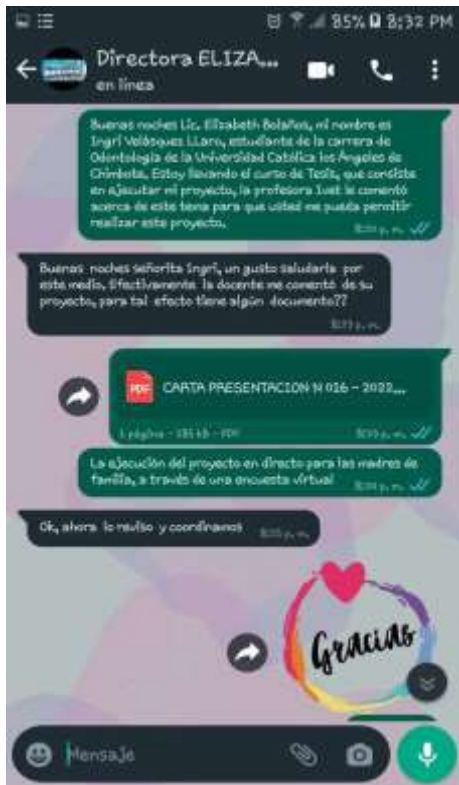 85% 8:32 PM
Directora ELIZA...
en línea
Buenas noches Lic. Elizabeth Bolaños, mi nombre es
Ingrí Velásquez LLaro, estudiante de la carrera de
Odontología de la Universidad Católica los Ángeles de
Chimbote, Estoy llevando el curso de Tesis, que consiste
en ejecutar mi proyecto, la profesora Ivet le comentó
acerca de este tema para que usted me pueda permitir
realizar este proyecto.
p. m.
Buenas noches señorita Ingri, un gusto saludarla por
este medio. Efectivamente la docente me comentó de su
proyecto, para tal efecto tiene algún documento??
p. m.
PDF
CARTA PRESENTACION N 016 - 2022...
1 página - kB - PDF
p. m.
La ejecución del proyecto en directo para las madres de
familia, a través de una encuesta virtual
p. m.
Ok, ahora lo reviso y coordinamos
p. m.
Gracias
Mensaje